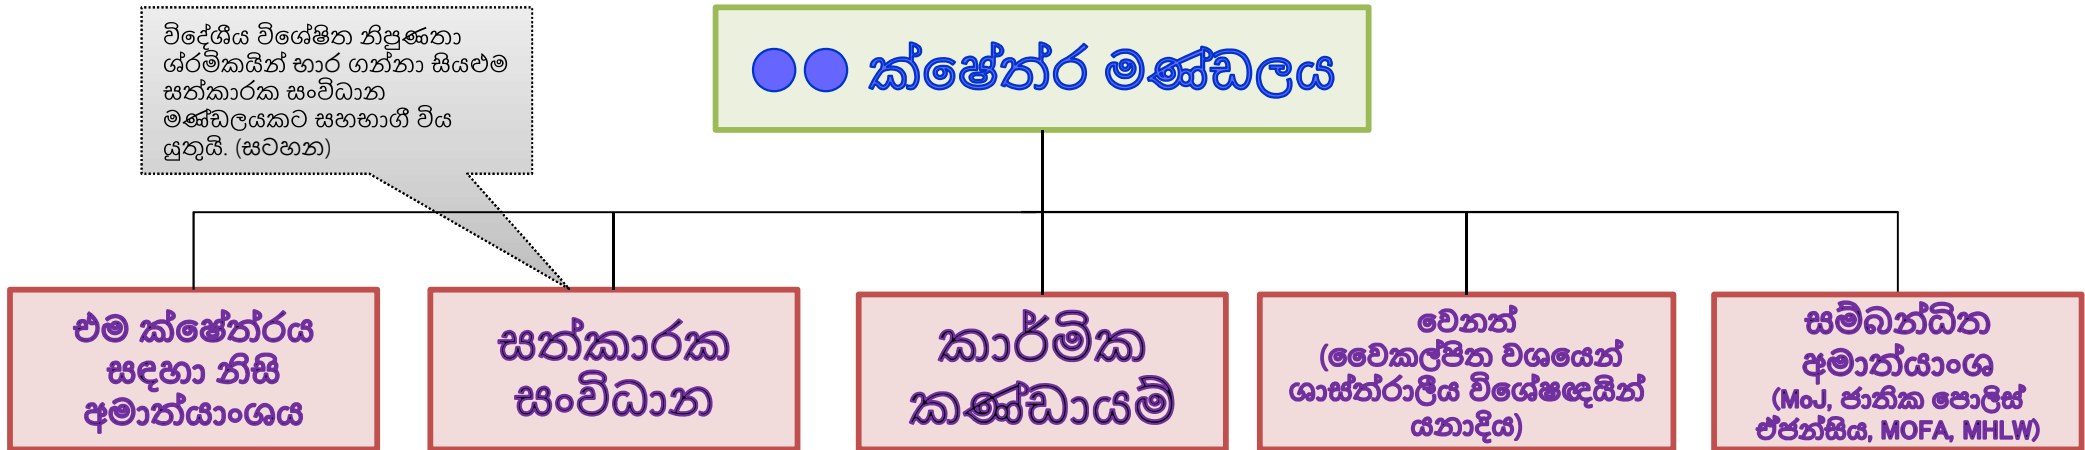 විදේශීය විශේෂිත නිපුණතා
ශ්රමිකයින් භාර ගන්නා සියළුම
සත්කාරක සංවිධාන
මණ්ඩලයකට සහභාගී විය
යුතුයි. (සටහන)
●● ක්ෂේත්ර මණ්ඩලය
එම ක්ෂේත්රය
සඳහා නිසි
අමාත්යාංශය
සත්කාරක
සංවිධාන
කාර්මික
කණ්ඩායම්
වෙනත්
(වෛකල්පිත වශයෙන්
ශාස්ත්රාලීය විශේෂඥයින්
යනාදිය)
සම්බන්ධිත
අමාත්යාංශ
(MoJ, ජාතික පොලිස්
ඒජන්සිය, MOFA, MHLW)